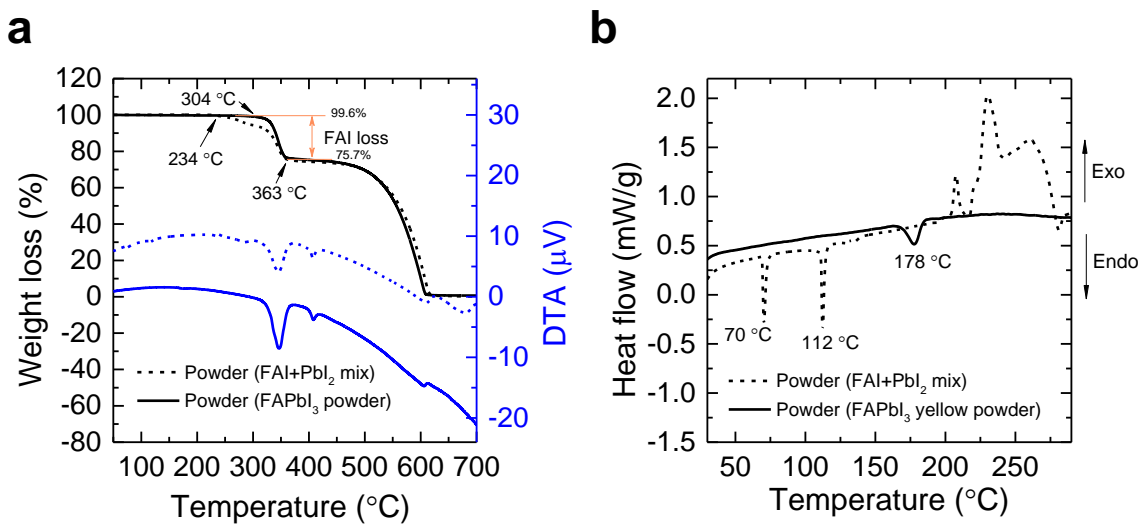 a
120
100
80
60
40
20
0
-20
-40
-60
-80
Weight loss (%)
304 °C
99.6%
FAI loss
75.7%
234 °C
363 °C
Powder (FAI+PbI₂ mix)
Powder (FAPbI₃ powder)
30
20
10
0
-10
-20
DTA (µV)
100 200 300 400 500 600 700
Temperature (°C)
b
2.0
1.5
1.0
0.5
0.0
-0.5
-1.0
-1.5
Heat flow (mW/g)
178 °C
70 °C
112 °C
Powder (FAI+PbI₂ mix)
Powder (FAPbI₃ yellow powder)
Exo
Endo
50 100 150 200 250
Temperature (°C)